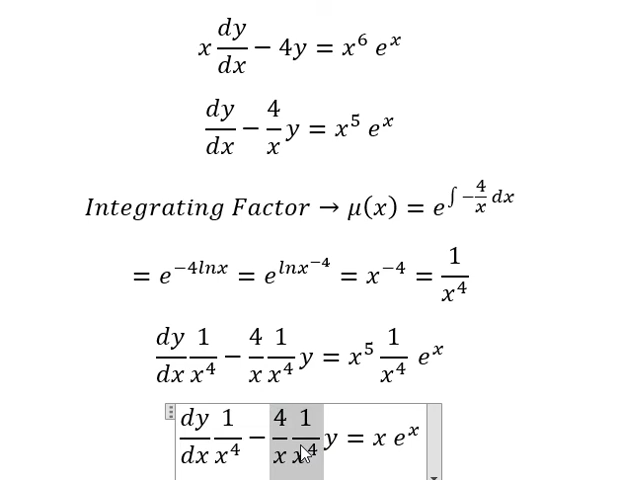 x dy/dx − 4y = x⁶ eˣ
dy/dx − 4/x y = x⁵ eˣ
Integrating Factor → μ(x) = e^∫ −4/x dx
= e^−4lnx = e^lnx^−4 = x^−4 = 1/x⁴
dy/dx 1/x⁴ − 4/x 1/x⁴ y = x⁵ 1/x⁴ eˣ
dy/dx 1/x⁴ − 4/x 1/x⁴ y = x eˣ